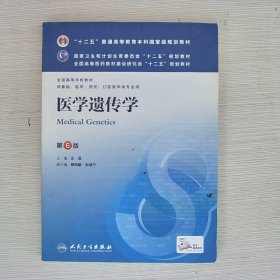 "十二五"普通高等教育本科国家级规划教材
国家卫生和计划生育委员会"十二五"规划教材
全国高等医药教材建设研究会"十二五"规划教材
全国高等学校教材
供基础、临床、预防、口腔医学类专业用
医学遗传学
Medical Genetics
第6版
主编 左伋
人民卫生出版社